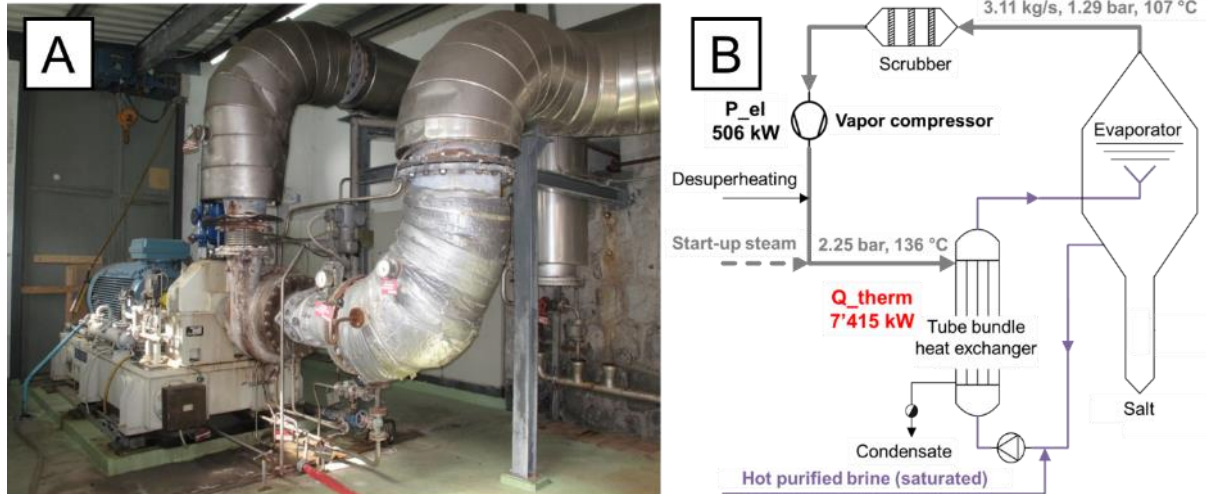 A
B
3.11 kg/s, 1.29 bar, 107 °C
Scrubber
P_el
506 kW
Vapor compressor
Evaporator
Desuperheating
Start-up steam
2.25 bar, 136 °C
Q_therm
7'415 kW
Tube bundle
heat exchanger
Salt
Condensate
Hot purified brine (saturated)